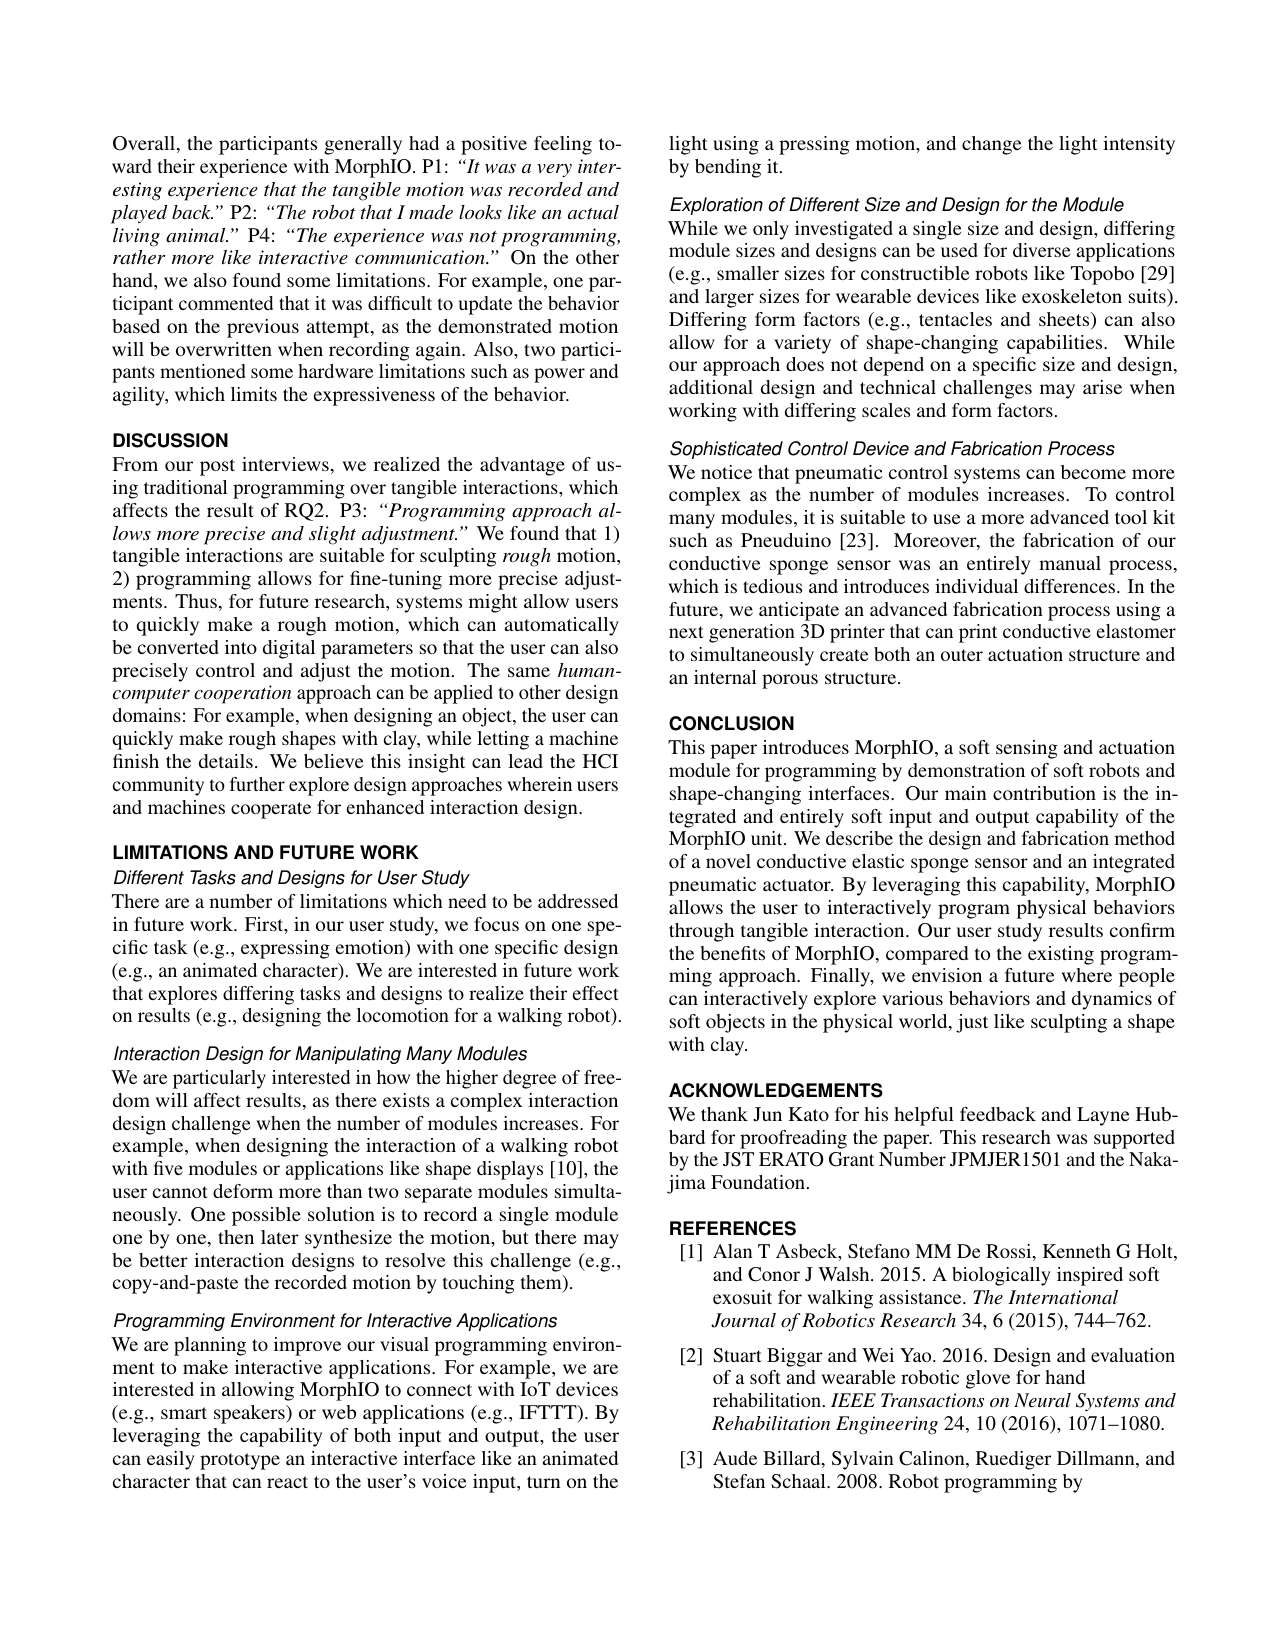 Overall, the participants generally had a positive feeling to-
ward their experience with MorphIO. P1: “It was a very inter-
esting experience that the tangible motion was recorded and
played back.” P2: “The robot that I made looks like an actual
living animal.” P4: “The experience was not programming,
rather more like interactive communication.” On the other
hand, we also found some limitations. For example, one par-
ticipant commented that it was difficult to update the behavior
based on the previous attempt, as the demonstrated motion
will be overwritten when recording again. Also, two partici-
pants mentioned some hardware limitations such as power and
agility, which limits the expressiveness of the behavior.
DISCUSSION
From our post interviews, we realized the advantage of us-
ing traditional programming over tangible interactions, which
affects the result of RQ2. P3: “Programming approach al-
lows more precise and slight adjustment.” We found that 1)
tangible interactions are suitable for sculpting rough motion,
2) programming allows for fine-tuning more precise adjust-
ments. Thus, for future research, systems might allow users
to quickly make a rough motion, which can automatically
be converted into digital parameters so that the user can also
precisely control and adjust the motion. The same human-
computer cooperation approach can be applied to other design
domains: For example, when designing an object, the user can
quickly make rough shapes with clay, while letting a machine
finish the details. We believe this insight can lead the HCI
community to further explore design approaches wherein users
and machines cooperate for enhanced interaction design.
LIMITATIONS AND FUTURE WORK
Different Tasks and Designs for User Study
There are a number of limitations which need to be addressed
in future work. First, in our user study, we focus on one spe-
cific task (e.g., expressing emotion) with one specific design
(e.g., an animated character). We are interested in future work
that explores differing tasks and designs to realize their effect
on results (e.g., designing the locomotion for a walking robot).
Interaction Design for Manipulating Many Modules
We are particularly interested in how the higher degree of free-
dom will affect results, as there exists a complex interaction
design challenge when the number of modules increases. For
example, when designing the interaction of a walking robot
with five modules or applications like shape displays [10], the
user cannot deform more than two separate modules simulta-
neously. One possible solution is to record a single module
one by one, then later synthesize the motion, but there may
be better interaction designs to resolve this challenge (e.g.,
copy-and-paste the recorded motion by touching them).
Programming Environment for Interactive Applications
We are planning to improve our visual programming environ-
ment to make interactive applications. For example, we are
interested in allowing MorphIO to connect with IoT devices
(e.g., smart speakers) or web applications (e.g., IFTTT). By
leveraging the capability of both input and output, the user
can easily prototype an interactive interface like an animated
character that can react to the user’s voice input, turn on the
light using a pressing motion, and change the light intensity
by bending it.
Exploration of Different Size and Design for the Module
While we only investigated a single size and design, differing
module sizes and designs can be used for diverse applications
(e.g., smaller sizes for constructible robots like Topobo [29]
and larger sizes for wearable devices like exoskeleton suits).
Differing form factors (e.g., tentacles and sheets) can also
allow for a variety of shape-changing capabilities. While
our approach does not depend on a specific size and design,
additional design and technical challenges may arise when
working with differing scales and form factors.
Sophisticated Control Device and Fabrication Process
We notice that pneumatic control systems can become more
complex as the number of modules increases. To control
many modules, it is suitable to use a more advanced tool kit
such as Pneuduino [23]. Moreover, the fabrication of our
conductive sponge sensor was an entirely manual process,
which is tedious and introduces individual differences. In the
future, we anticipate an advanced fabrication process using a
next generation 3D printer that can print conductive elastomer
to simultaneously create both an outer actuation structure and
an internal porous structure.
CONCLUSION
This paper introduces MorphIO, a soft sensing and actuation
module for programming by demonstration of soft robots and
shape-changing interfaces. Our main contribution is the in-
tegrated and entirely soft input and output capability of the
MorphIO unit. We describe the design and fabrication method
of a novel conductive elastic sponge sensor and an integrated
pneumatic actuator. By leveraging this capability, MorphIO
allows the user to interactively program physical behaviors
through tangible interaction. Our user study results confirm
the benefits of MorphIO, compared to the existing program-
ming approach. Finally, we envision a future where people
can interactively explore various behaviors and dynamics of
soft objects in the physical world, just like sculpting a shape
with clay.
ACKNOWLEDGEMENTS
We thank Jun Kato for his helpful feedback and Layne Hub-
bard for proofreading the paper. This research was supported
by the JST ERATO Grant Number JPMJER1501 and the Naka-
jima Foundation.
REFERENCES
[1] Alan T Asbeck, Stefano MM De Rossi, Kenneth G Holt,
and Conor J Walsh. 2015. A biologically inspired soft
exosuit for walking assistance. The International
Journal of Robotics Research 34, 6 (2015), 744–762.
[2] Stuart Biggar and Wei Yao. 2016. Design and evaluation
of a soft and wearable robotic glove for hand
rehabilitation. IEEE Transactions on Neural Systems and
Rehabilitation Engineering 24, 10 (2016), 1071–1080.
[3] Aude Billard, Sylvain Calinon, Ruediger Dillmann, and
Stefan Schaal. 2008. Robot programming by